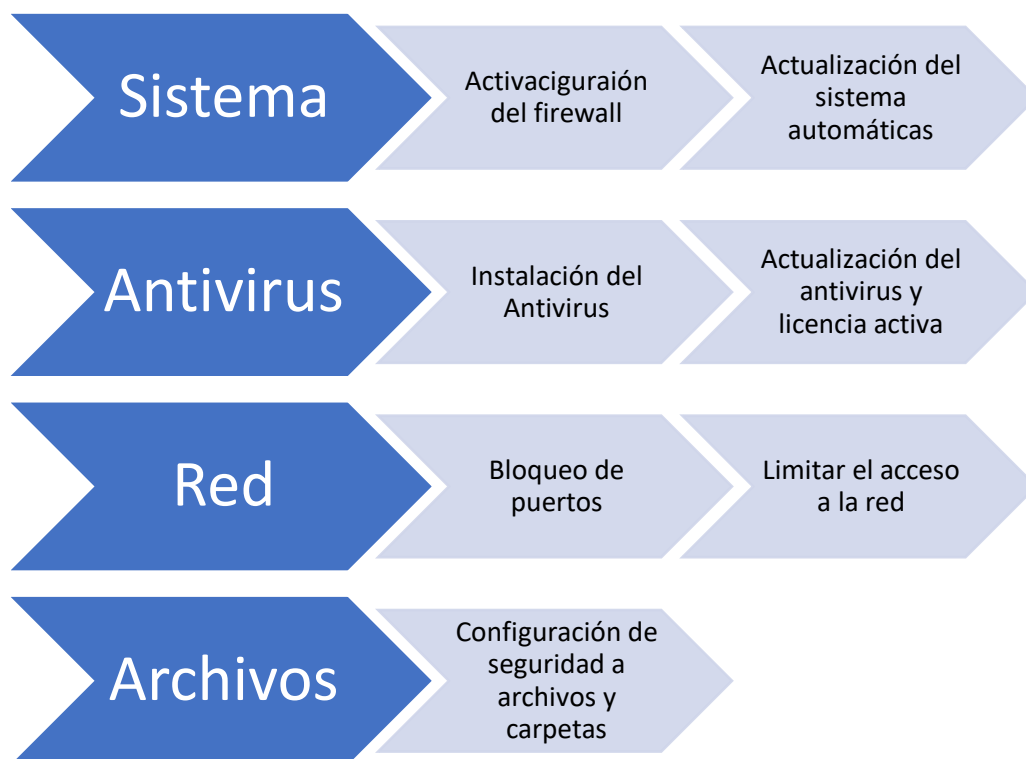 Sistema
Activaciguraión
del firewall
Actualización del
sistema
automáticas
Antivirus
Instalación del
Antivirus
Actualización del
antivirus y
licencia activa
Red
Bloqueo de
puertos
Limitar el acceso
a la red
Archivos
Configuración de
seguridad a
archivos y
carpetas